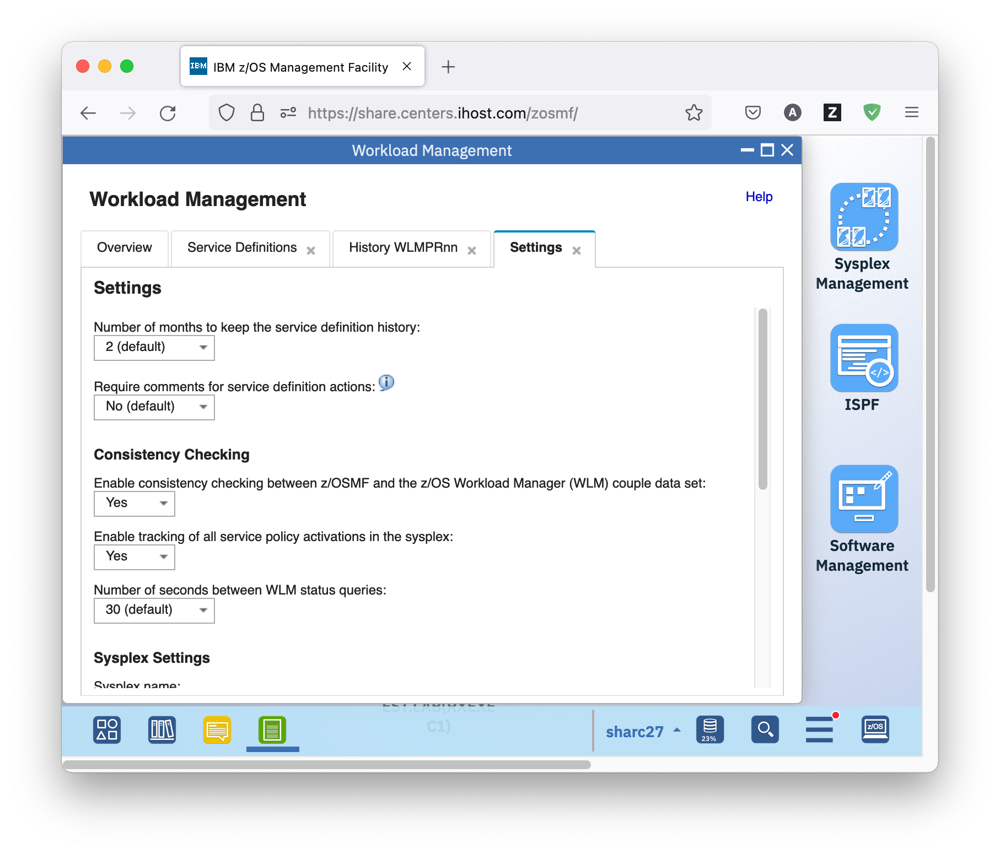 IBM
IBM z/OS Management Facility
https://share.centers.ihost.com/zosmf/
A
Z
Workload Management
Workload Management
Help
Overview
Service Definitions
History WLMPRnn
Settings
Settings
Number of months to keep the service definition history:
2 (default)
Require comments for service definition actions:
No (default)
Consistency Checking
Enable consistency checking between z/OSMF and the z/OS Workload Manager (WLM) couple data set:
Yes
Enable tracking of all service policy activations in the sysplex:
Yes
Number of seconds between WLM status queries:
30 (default)
Sysplex Settings
Sysplex name:
Sysplex
Management
</>
ISPF
Software
Management
EST.LAB(RXEXE
C1)
sharc27
23%
z/OS